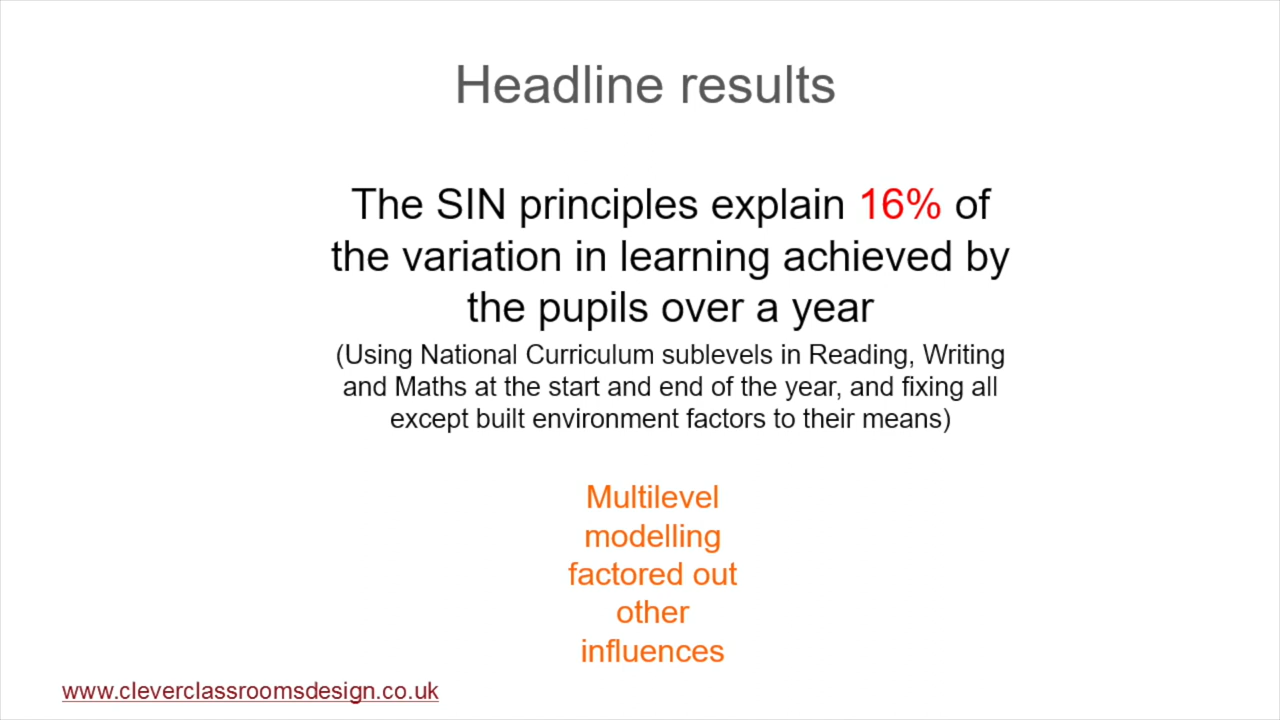 Headline results
The SIN principles explain 16% of
the variation in learning achieved by
the pupils over a year
(Using National Curriculum sublevels in Reading, Writing
and Maths at the start and end of the year, and fixing all
except built environment factors to their means)
Multilevel
modelling
factored out
other
influences
www.cleverclassroomsdesign.co.uk